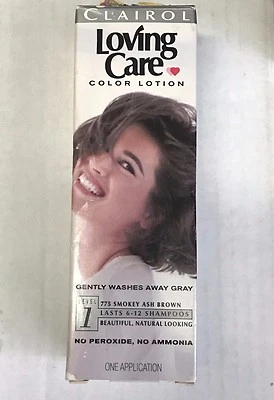 CLAIROL
Loving
Care
COLOR LOTION
GENTLY WASHES AWAY GRAY
LEVEL
1
775 SMOKEY ASH BROWN
LASTS 6-12 SHAMPOOS
BEAUTIFUL, NATURAL LOOKING
NO PEROXIDE, NO AMMONIA
ONE APPLICATION